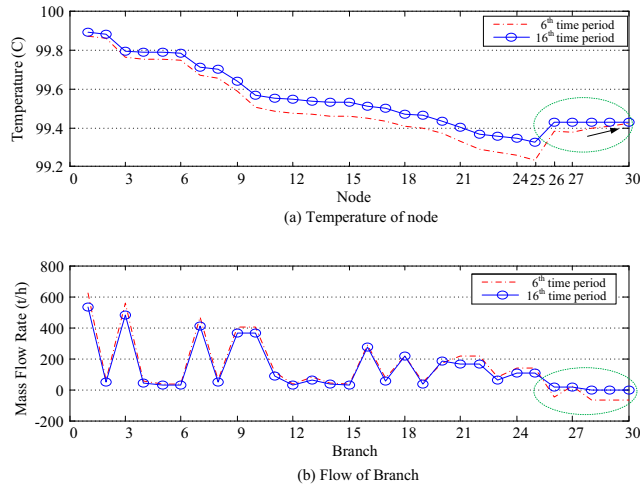 100
99.8
99.6
99.4
99.2
Temperature (C)
6th time period
16th time period
0 3 6 9 12 15 18 21 24 25 26 27 30
Node
(a) Temperature of node
800
600
400
200
0
-200
Mass Flow Rate (t/h)
6th time period
16th time period
0 3 6 9 12 15 18 21 24 27 30
Branch
(b) Flow of Branch